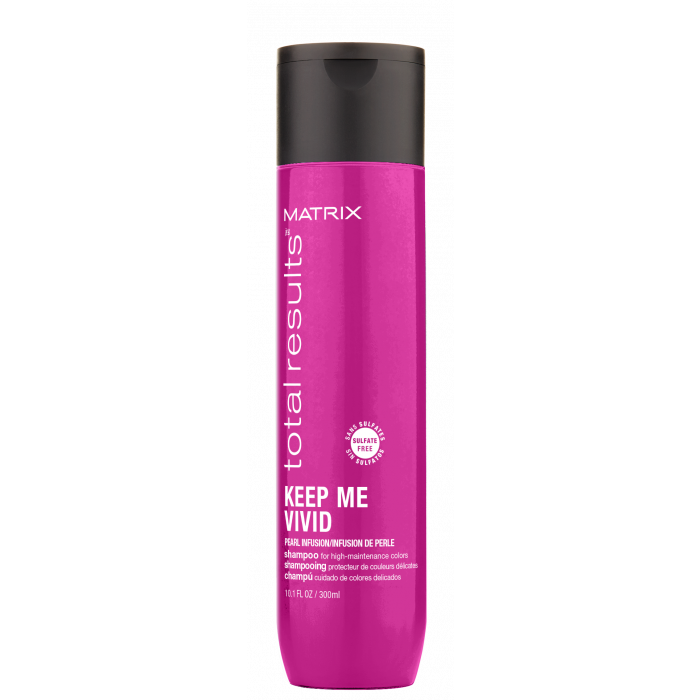 MATRIX
total results
SANS SULFATES
SULFATE
FREE
SIN SULFATOS
KEEP ME
VIVID
PEARL INFUSION/INFUSION DE PERLE
shampoo for high-maintenance colors
shampooing protecteur de couleurs délicates
champú cuidado de colores delicados
10.1 FL OZ / 300ml